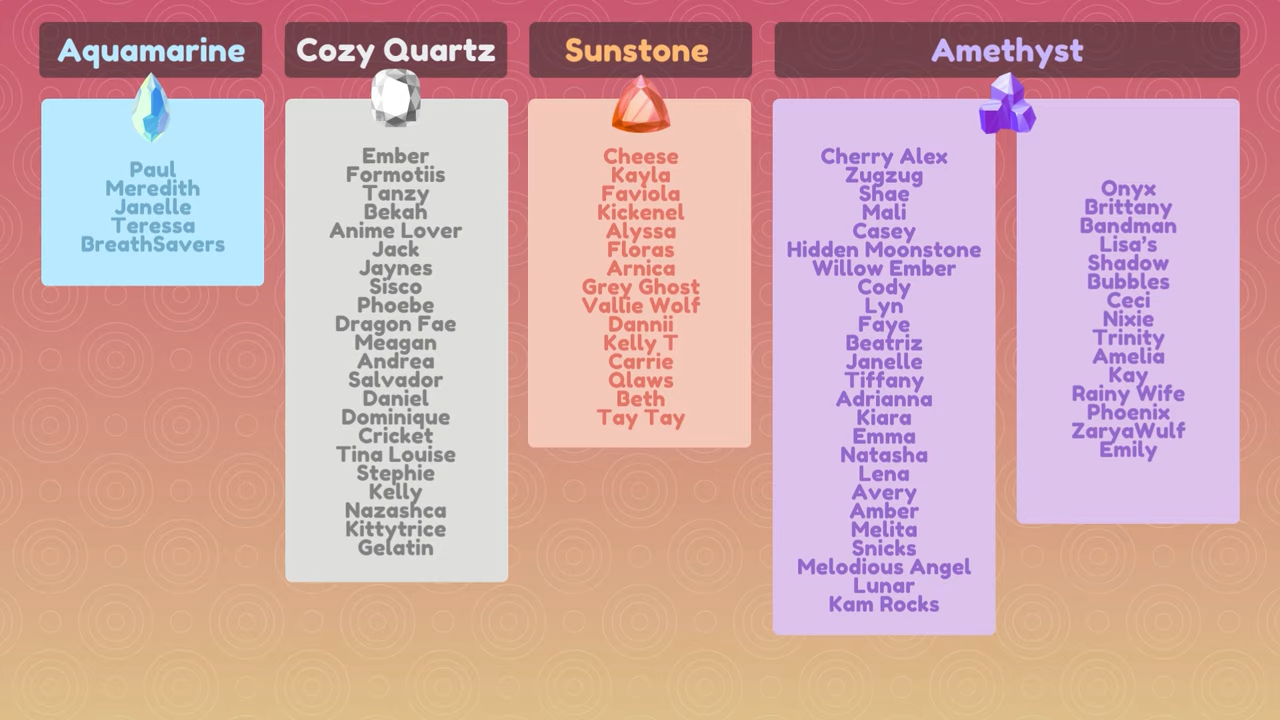 Aquamarine
Paul
Meredith
Janelle
Teressa
BreathSavers
Cozy Quartz
Ember
Formotiis
Tanzy
Bekah
Anime Lover
Jack
Jaynes
Sisco
Phoebe
Dragon Fae
Meagan
Andrea
Salvador
Daniel
Dominique
Cricket
Tina Louise
Stephie
Kelly
Nazashca
Kittytrice
Gelatin
Sunstone
Cheese
Kayla
Faviola
Kickenel
Alyssa
Floras
Arnica
Grey Ghost
Vallie Wolf
Dannii
Kelly T
Carrie
Qlaws
Beth
Tay Tay
Amethyst
Cherry Alex
Zugzug
Shae
Mali
Casey
Hidden Moonstone
Willow Ember
Cody
Lyn
Faye
Beatriz
Janelle
Tiffany
Adrianna
Kiara
Emma
Natasha
Lena
Avery
Amber
Melita
Snicks
Melodious Angel
Lunar
Kam Rocks
Onyx
Brittany
Bandman
Lisa's
Shadow
Bubbles
Ceci
Nixie
Trinity
Amelia
Kay
Rainy Wife
Phoenix
ZaryaWulf
Emily